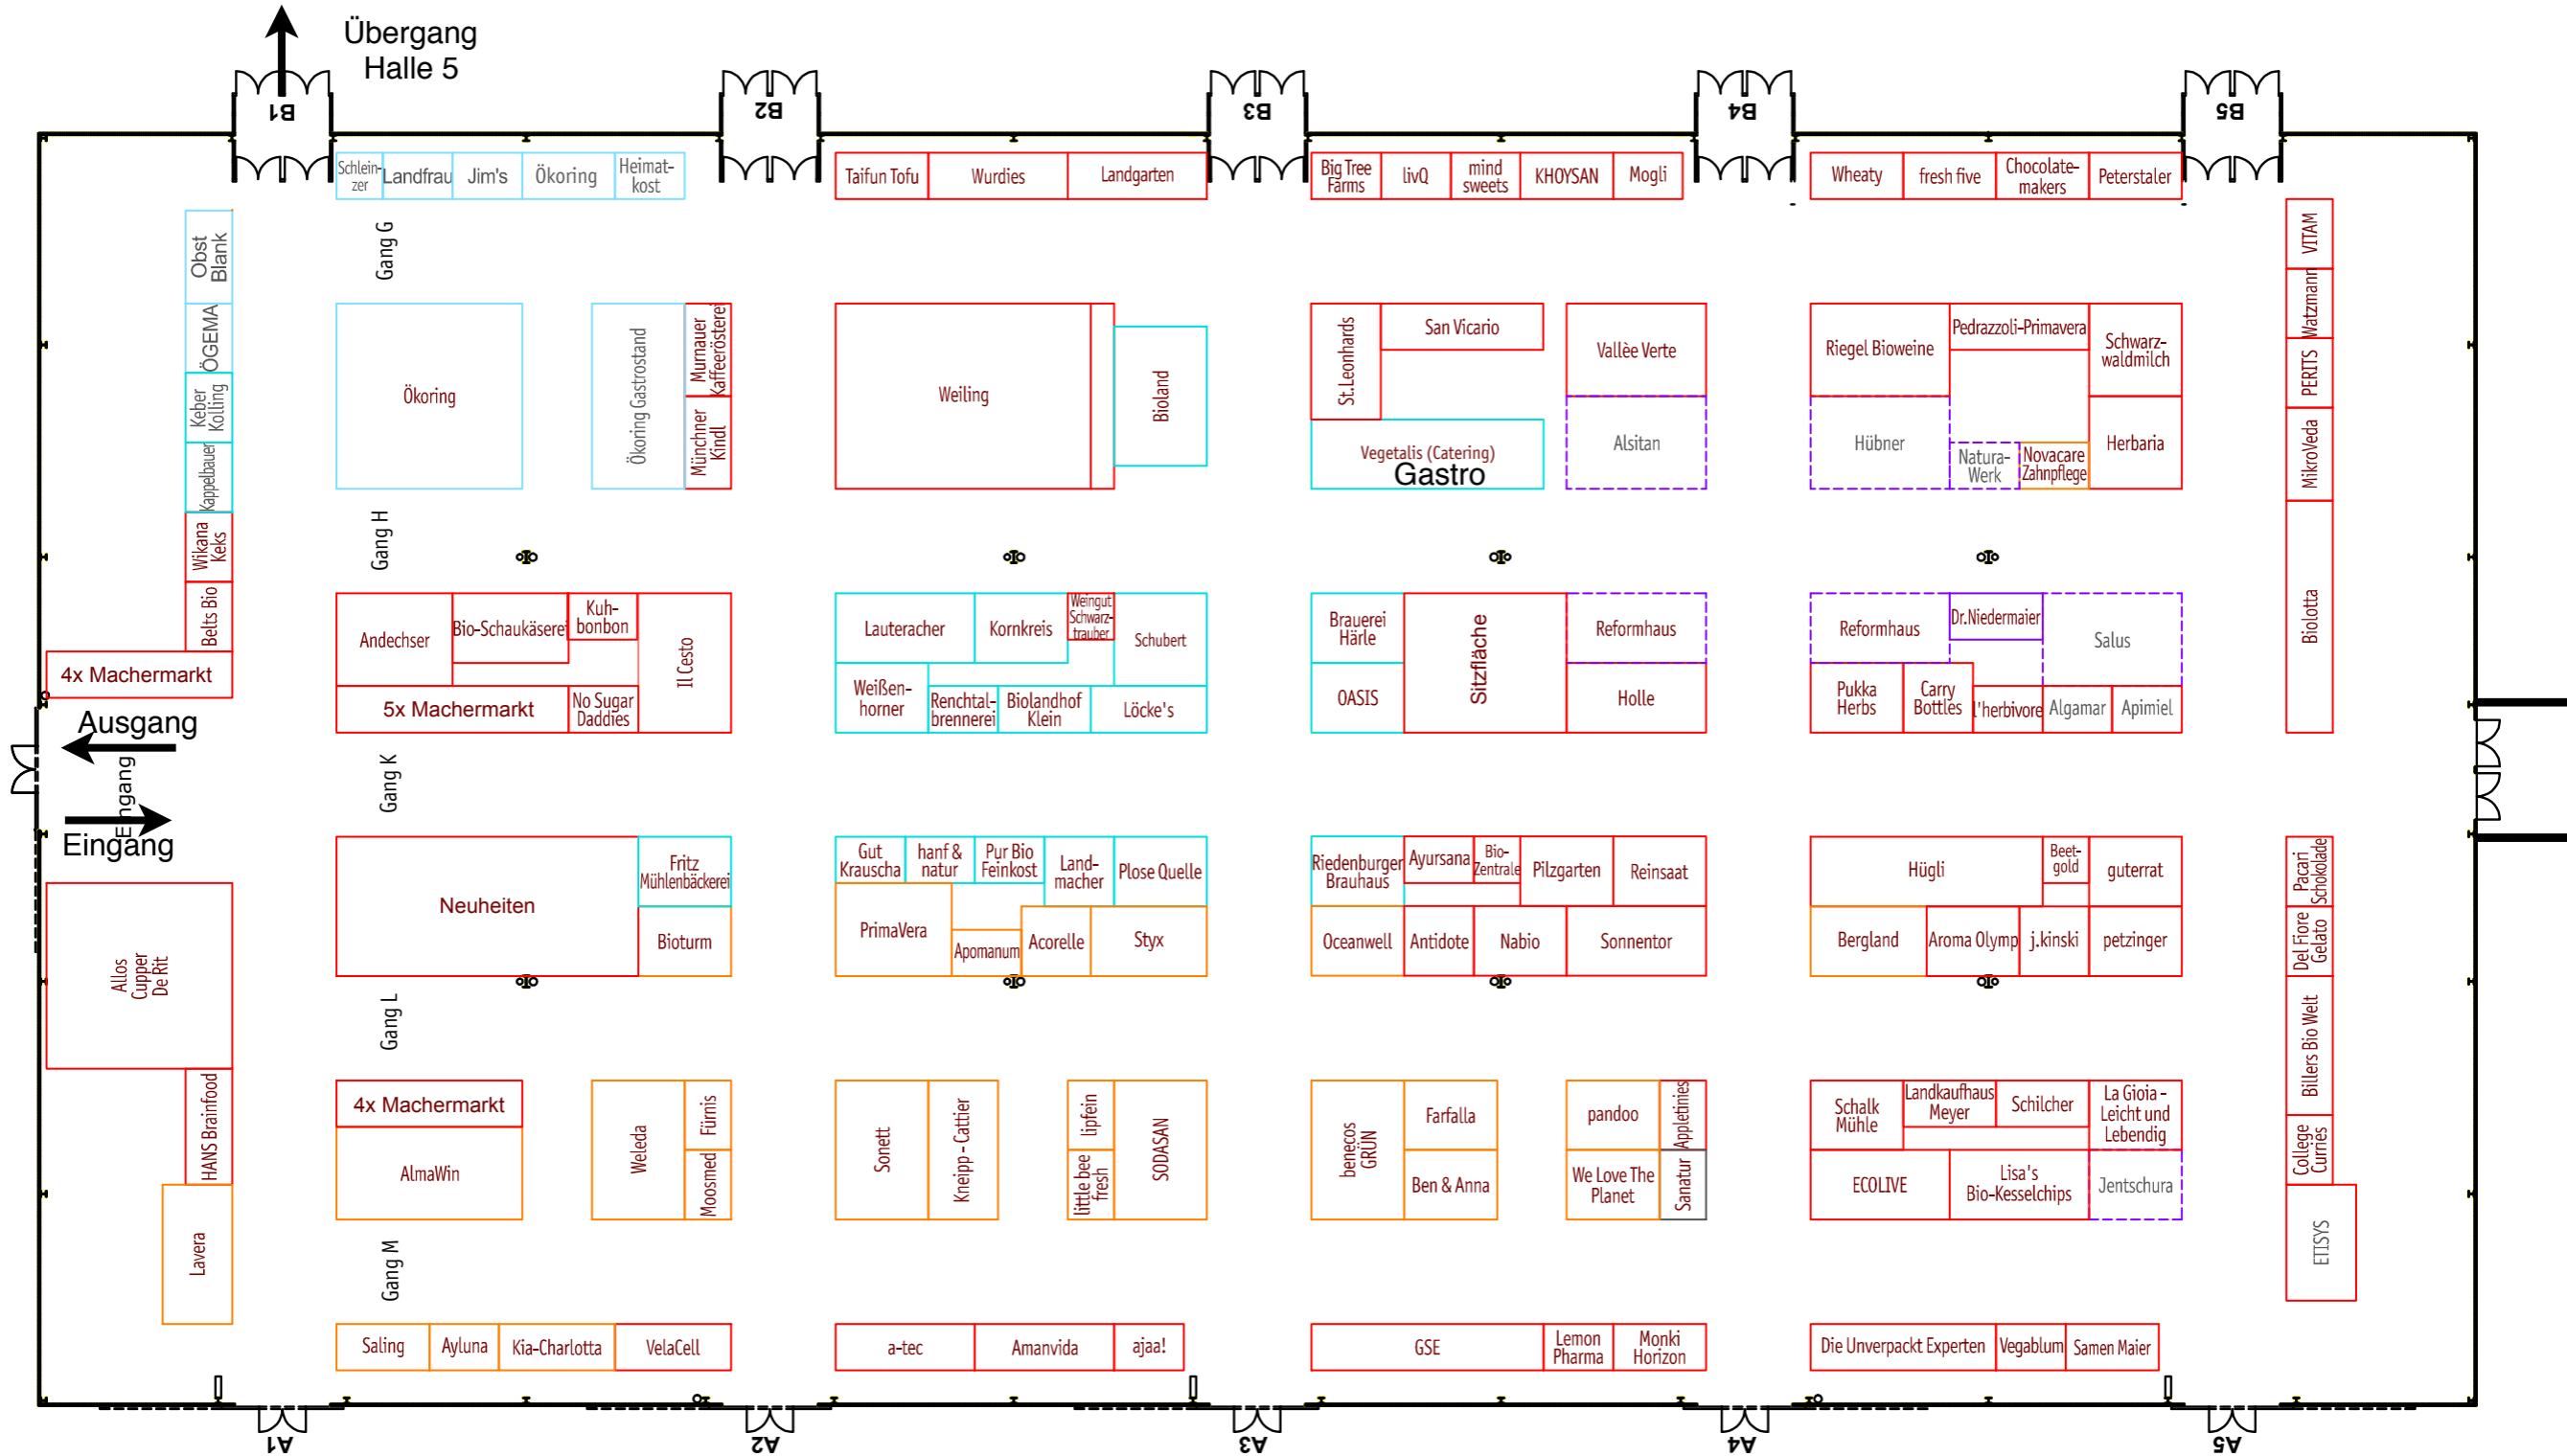 Übergang
Halle 5
B1
B2
B3
B4
B5
Schlein-
zer
Landfrau
Jim's
Ökoring
Heimat-
kost
Taifun Tofu
Wurdies
Landgarten
Big Tree
Farms
livQ
mind
sweets
KHOYSAN
Mogli
Wheaty
fresh five
Chocolate-
makers
Peterstaler
Obst
Blank
ÖGEMA
Keber
Kolling
Kappelbauer
Wikana
Keks
Belts Bio
4x Machermarkt
Gang G
Ökoring
Ökoring Gastrostand
Murnauer
Kaffeerösterei
Münchner
Kindl
Weiling
Bioland
St.Leonhards
San Vicario
Vegetalis (Catering)
Gastro
Vallèe Verte
Alsitan
Riegel Bioweine
Pedrazzoli-Primavera
Schwarz-
waldmilch
Hübner
Natura-
Werk
Novacare
Zahnpflege
Herbaria
VITAM
Watzmann
PERITS
MikroVeda
Biolotta
Gang H
Andechser
Bio-Schaukäserei
Kuh-
bonbon
Il Cesto
5x Machermarkt
No Sugar
Daddies
Lauteracher
Kornkreis
Weingut
Schwarz-
trauber
Schubert
Weißen-
horner
Renchtal-
brennerei
Biolandhof
Klein
Löcke's
Brauerei
Härle
OASIS
Sitzfläche
Reformhaus
Holle
Reformhaus
Dr.Niedermaier
Salus
Pukka
Herbs
Carry
Bottles
l'herbivore
Algamar
Apimiel
Ausgang
Eingang
Eingang
Gang K
Neuheiten
Fritz
Mühlenbäckerei
Bioturm
Gut
Krauscha
hanf &
natur
Pur Bio
Feinkost
Land-
macher
Plose Quelle
PrimaVera
Apomanum
Acorelle
Styx
Riedenburger
Brauhaus
Ayursana
Bio-
Zentrale
Pilzgarten
Reinsaat
Oceanwell
Antidote
Nabio
Sonnentor
Hügli
Beet-
gold
guterrat
Bergland
Aroma Olymp
j.kinski
petzinger
Pacari
Schokolade
Del Fiore
Gelato
Billers Bio Welt
College
Curries
ETISYS
Allos
Cupper
De Rit
HANS Brainfood
Lavera
Gang L
4x Machermarkt
AlmaWin
Weleda
Fürnis
Moosmed
Sonett
Kneipp - Cattier
lipfein
little bee
fresh
SODASAN
benecos
GRÜN
Farfalla
Ben & Anna
pandoo
Appletinies
We Love The
Planet
Sanatur
Schalk
Mühle
Landkaufhaus
Meyer
Schilcher
La Gioia -
Leicht und
Lebendig
ECOLIVE
Lisa's
Bio-Kesselchips
Jentschura
Gang M
Saling
Ayluna
Kia-Charlotta
VelaCell
a-tec
Amanvida
ajaa!
GSE
Lemon
Pharma
Monki
Horizon
Die Unverpackt Experten
Vegablum
Samen Maier
A1
A2
A3
A4
A5